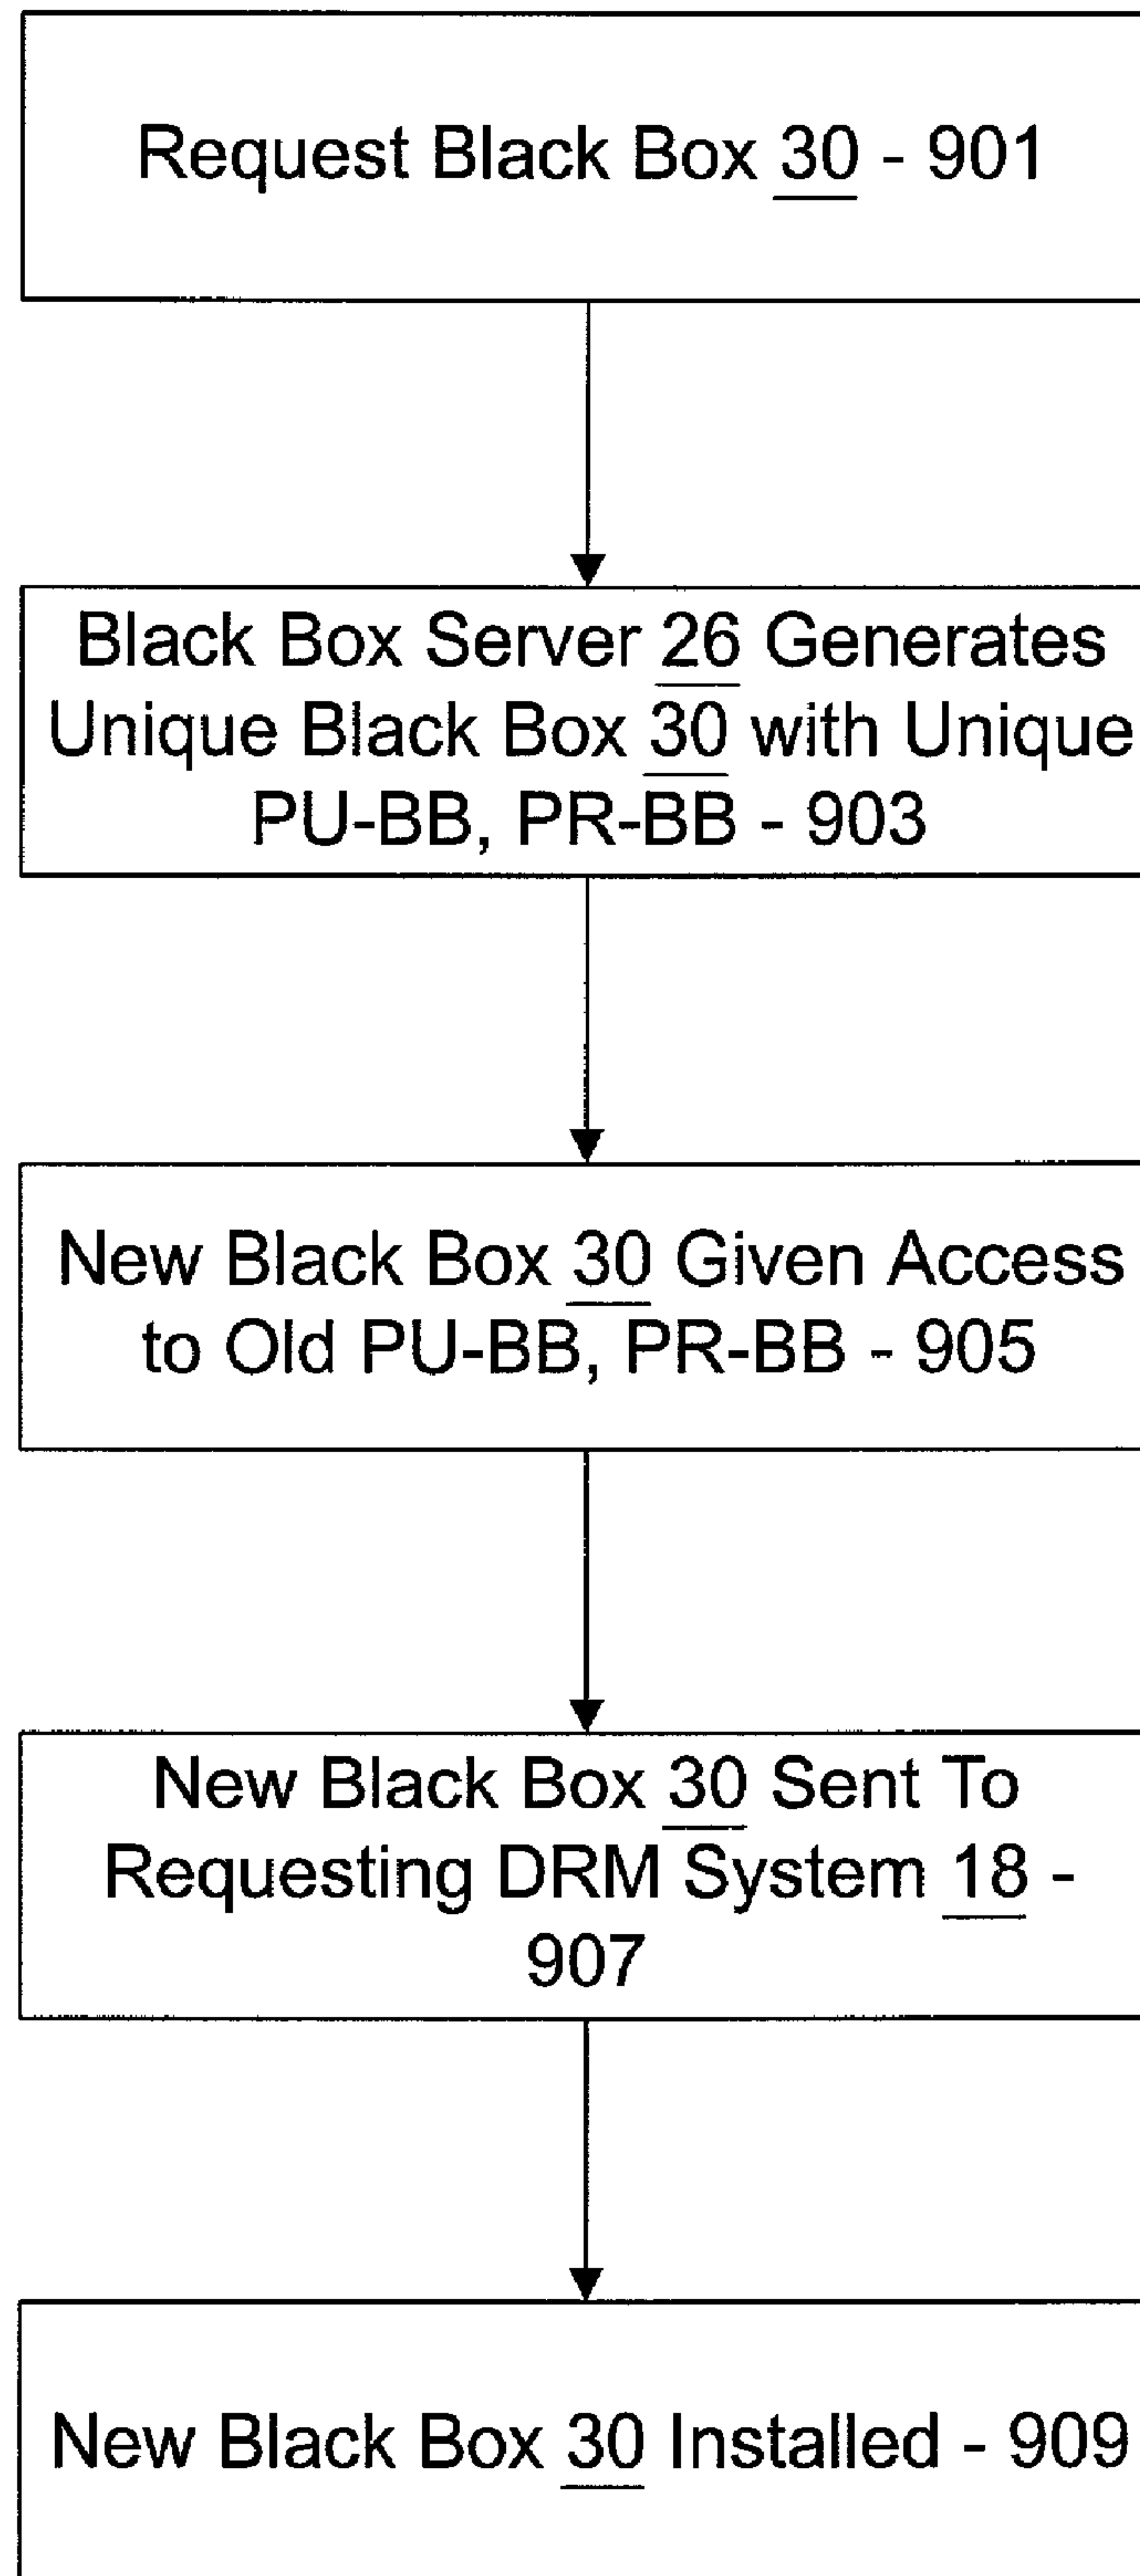 Request Black Box 30 - 901
Black Box Server 26 Generates
Unique Black Box 30 with Unique
PU-BB, PR-BB - 903
New Black Box 30 Given Access
to Old PU-BB, PR-BB - 905
New Black Box 30 Sent To
Requesting DRM System 18 -
907
New Black Box 30 Installed - 909